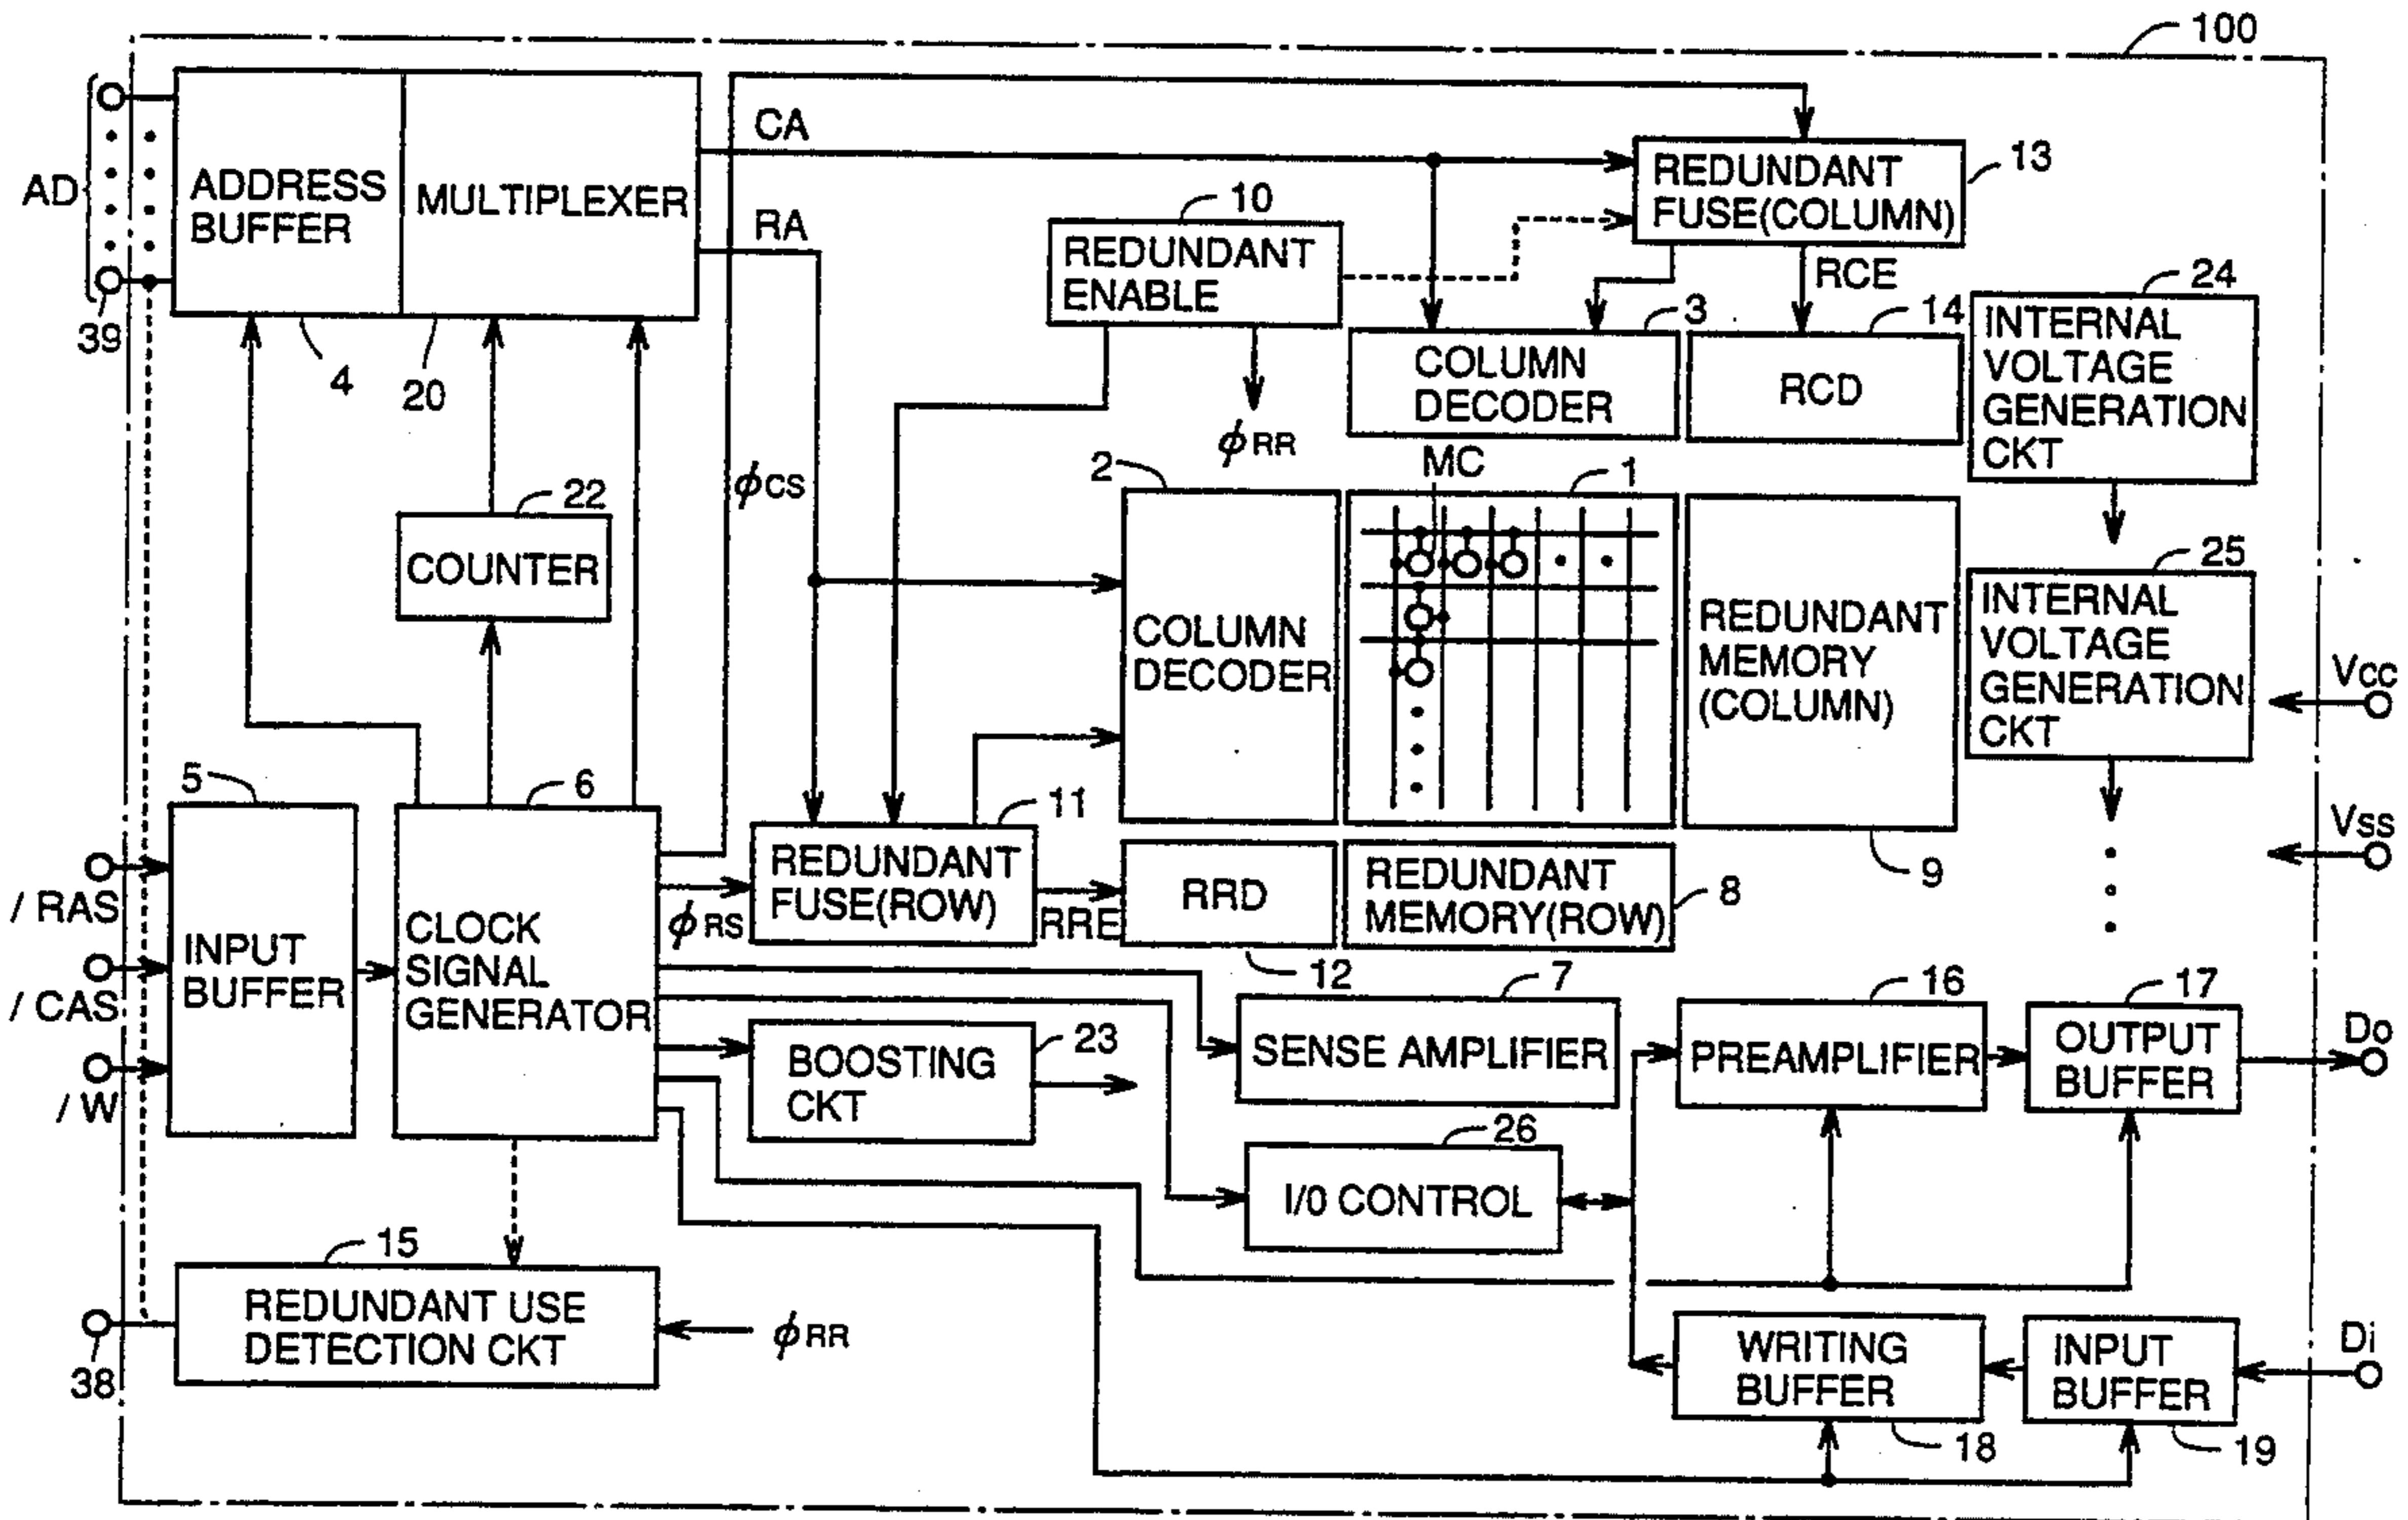 100
AD
ADDRESS
BUFFER
MULTIPLEXER
CA
RA
39
4
20
REDUNDANT
FUSE(COLUMN)
13
10
REDUNDANT
ENABLE
RCE
3
14
COLUMN
DECODER
RCD
24
INTERNAL
VOLTAGE
GENERATION
CKT
ϕRR
ϕCS
22
COUNTER
2
MC
1
COLUMN
DECODER
REDUNDANT
MEMORY
(COLUMN)
25
INTERNAL
VOLTAGE
GENERATION
CKT
Vcc
Vss
9
5
6
11
/ RAS
/ CAS
/ W
INPUT
BUFFER
CLOCK
SIGNAL
GENERATOR
ϕRS
REDUNDANT
FUSE(ROW)
RRE
RRD
12
REDUNDANT
MEMORY(ROW)
8
7
SENSE AMPLIFIER
16
PREAMPLIFIER
17
OUTPUT
BUFFER
Do
BOOSTING
CKT
23
26
I/0 CONTROL
15
REDUNDANT USE
DETECTION CKT
38
ϕRR
WRITING
BUFFER
18
INPUT
BUFFER
19
Di